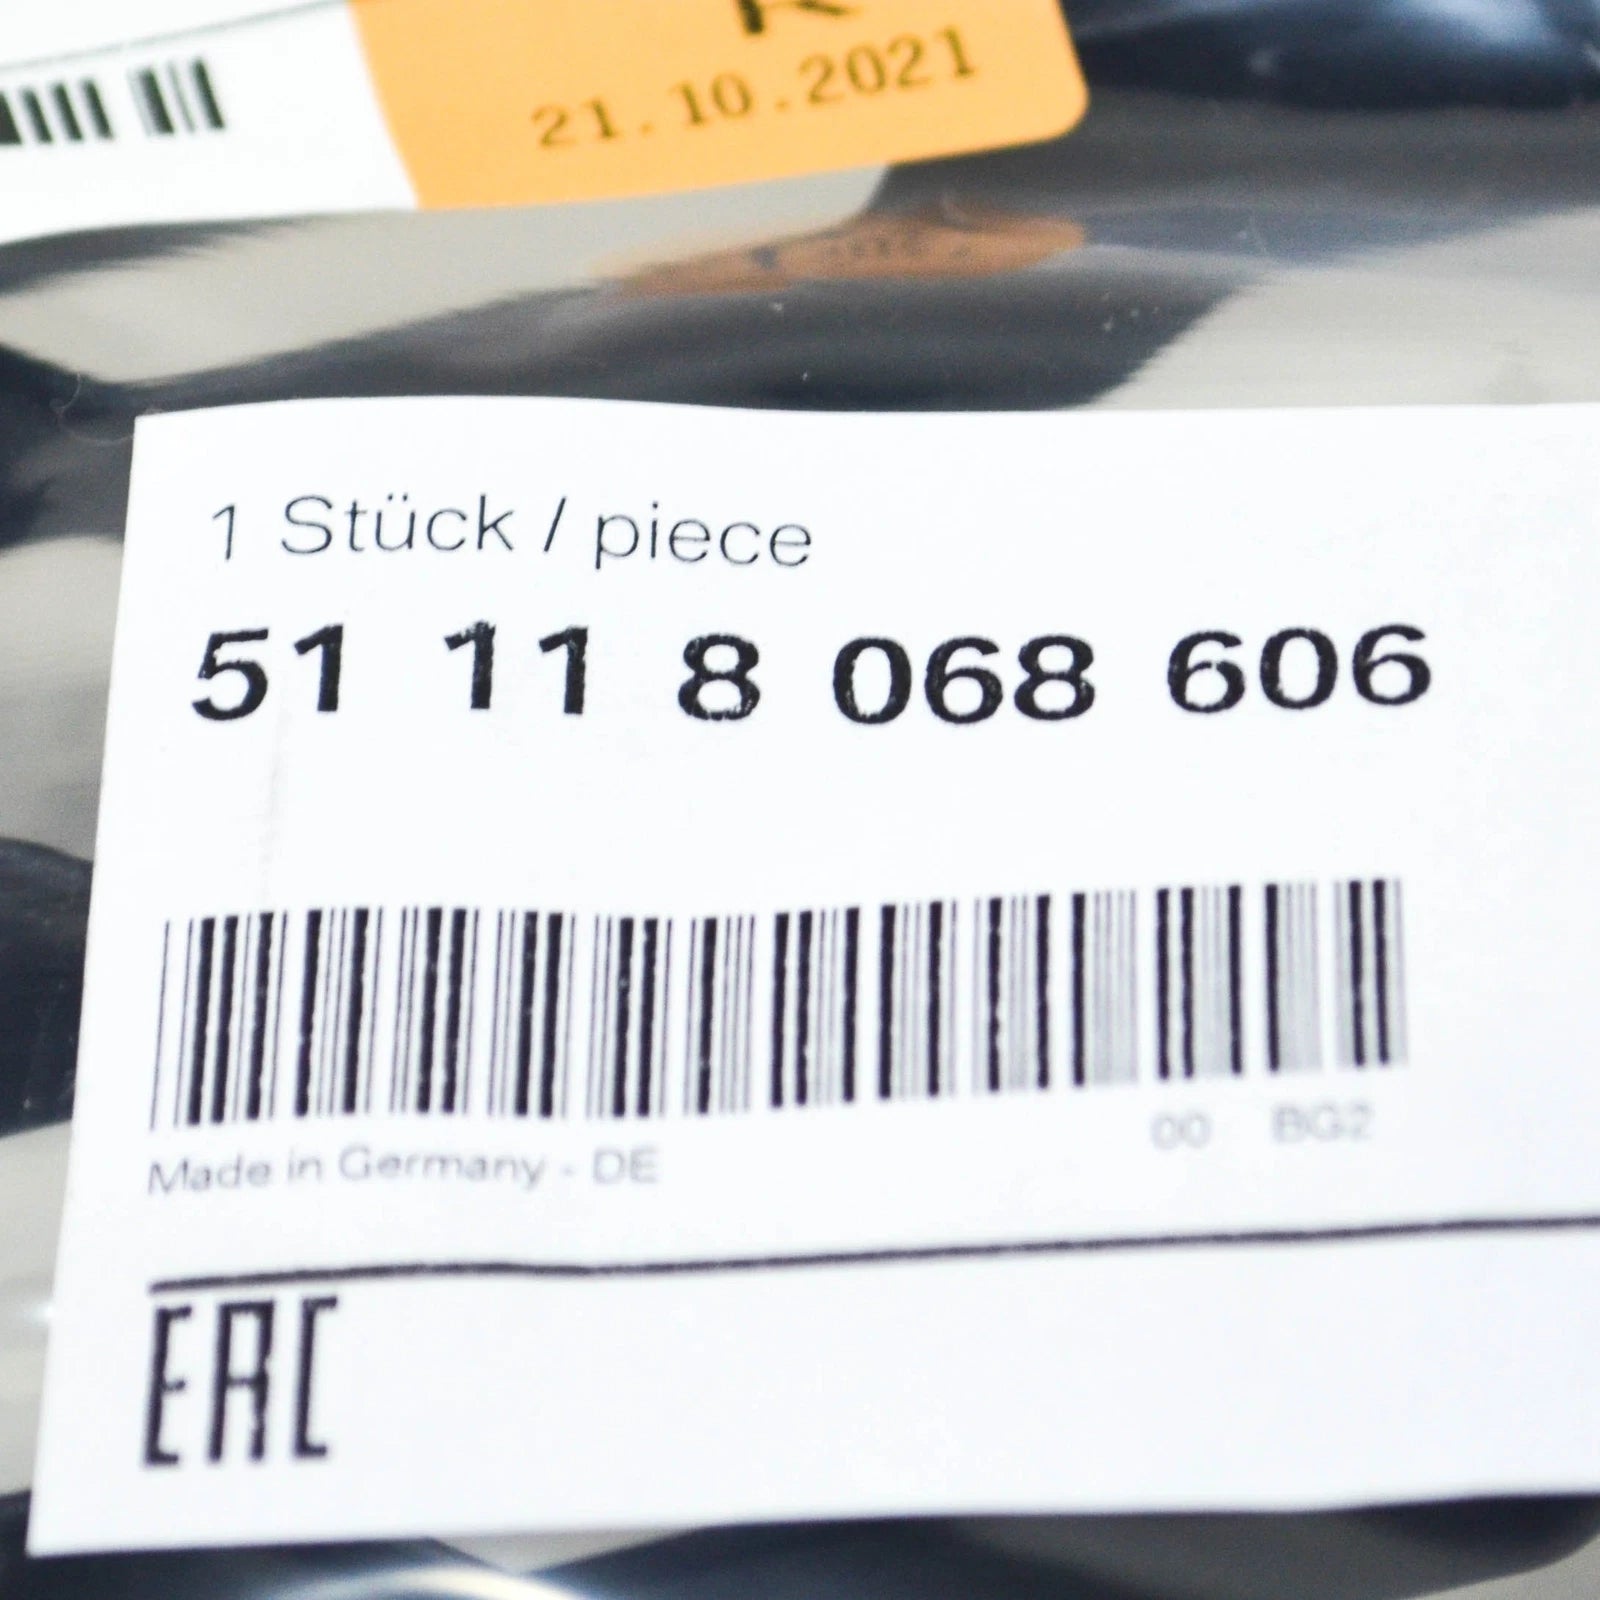 21.10.2021
1 Stück / piece
51 11 8 068 606
00 BG2
Made in Germany - DE
EAC